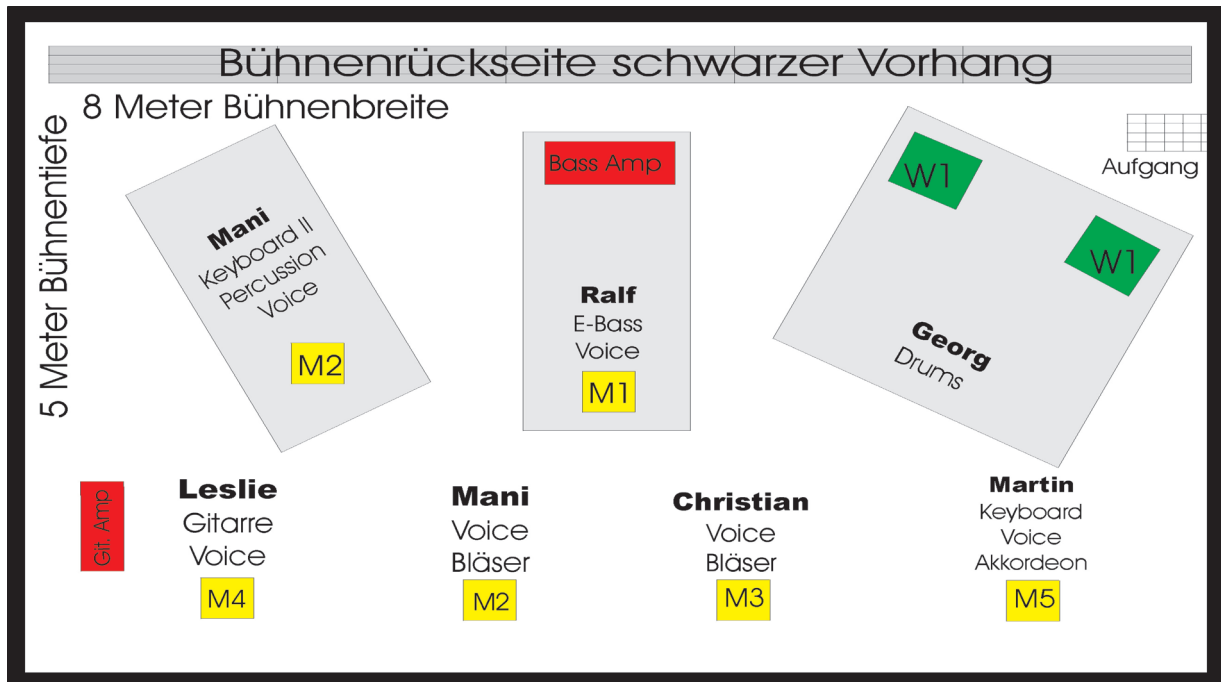 Bühnenrückseite schwarzer Vorhang
8 Meter Bühnenbreite
5 Meter Bühnentiefe
Aufgang
Mani
Keyboard II
Percussion
Voice
M2
Bass Amp
Ralf
E-Bass
Voice
M1
W1
W1
Georg
Drums
Git. Amp
Leslie
Gitarre
Voice
M4
Mani
Voice
Bläser
M2
Christian
Voice
Bläser
M3
Martin
Keyboard
Voice
Akkordeon
M5